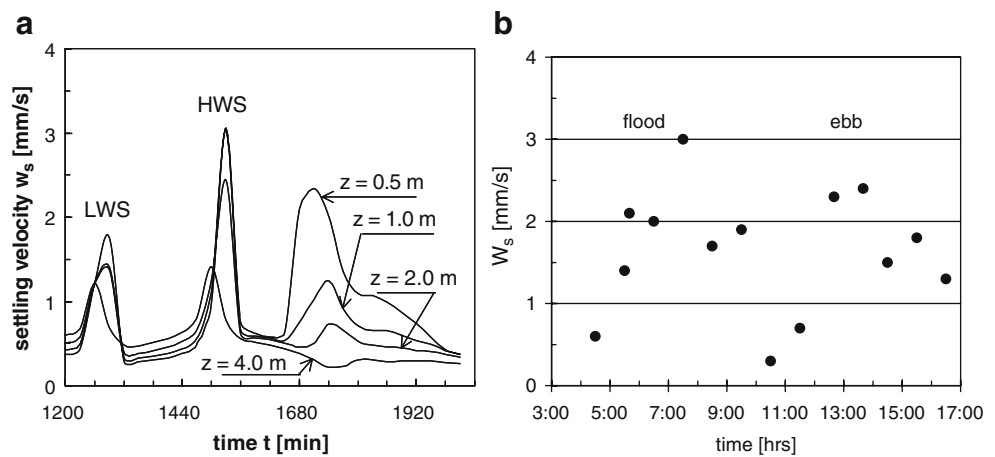 a
settling velocity ws [mm/s]
4
3
2
1
0
HWS
LWS
z = 0.5 m
z = 1.0 m
z = 2.0 m
z = 4.0 m
1200 1440 1680 1920
time t [min]
b
Ws [mm/s]
4
3
2
1
0
flood ebb
3:00 5:00 7:00 9:00 11:00 13:00 15:00 17:00
time [hrs]